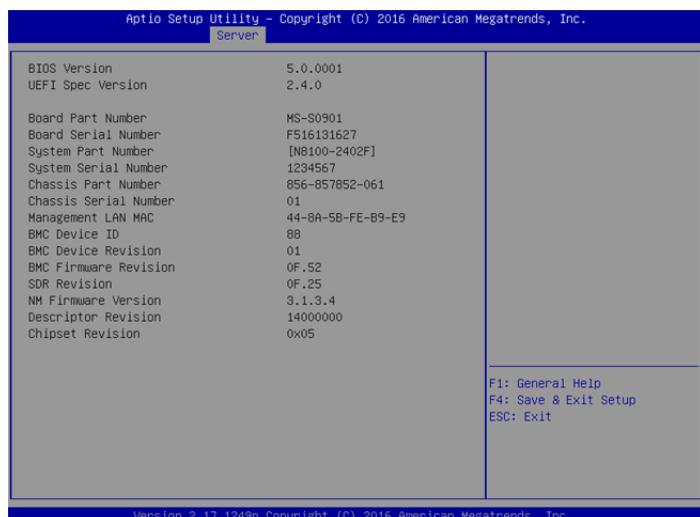 Aptio Setup Utility – Copyright (C) 2016 American Megatrends, Inc.
Server
BIOS Version 5.0.0001
UEFI Spec Version 2.4.0
Board Part Number MS-S0901
Board Serial Number F516131627
System Part Number [N8100-2402F]
System Serial Number 1234567
Chassis Part Number 856-857852-061
Chassis Serial Number 01
Management LAN MAC 44-8A-5B-FE-B9-E9
BMC Device ID 88
BMC Device Revision 01
BMC Firmware Revision 0F.52
SDR Revision 0F.25
NM Firmware Version 3.1.3.4
Descriptor Revision 14000000
Chipset Revision 0x05
F1: General Help
F4: Save & Exit Setup
ESC: Exit
Version 2.17.1249p Copyright (C) 2016 American Megatrends, Inc.